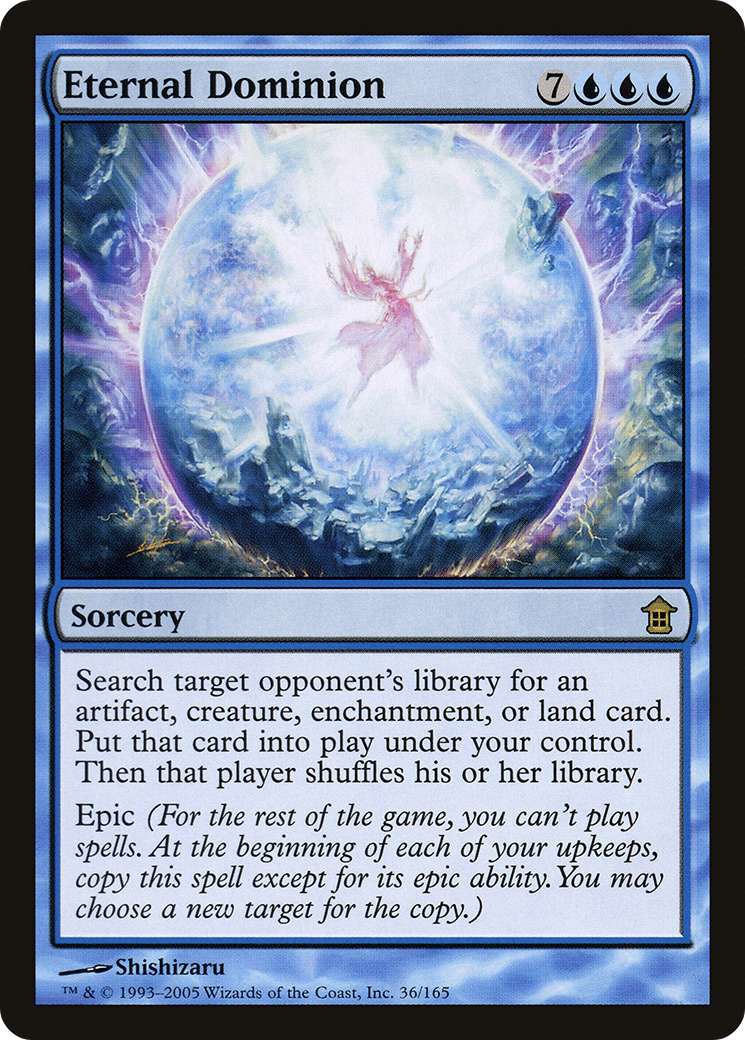 Eternal Dominion
7
Sorcery
Search target opponent's library for an
artifact, creature, enchantment, or land card.
Put that card into play under your control.
Then that player shuffles his or her library.
Epic (For the rest of the game, you can't play
spells. At the beginning of each of your upkeeps,
copy this spell except for its epic ability. You may
choose a new target for the copy.)
Shishizaru
™ & © 1993–2005 Wizards of the Coast, Inc. 36/165